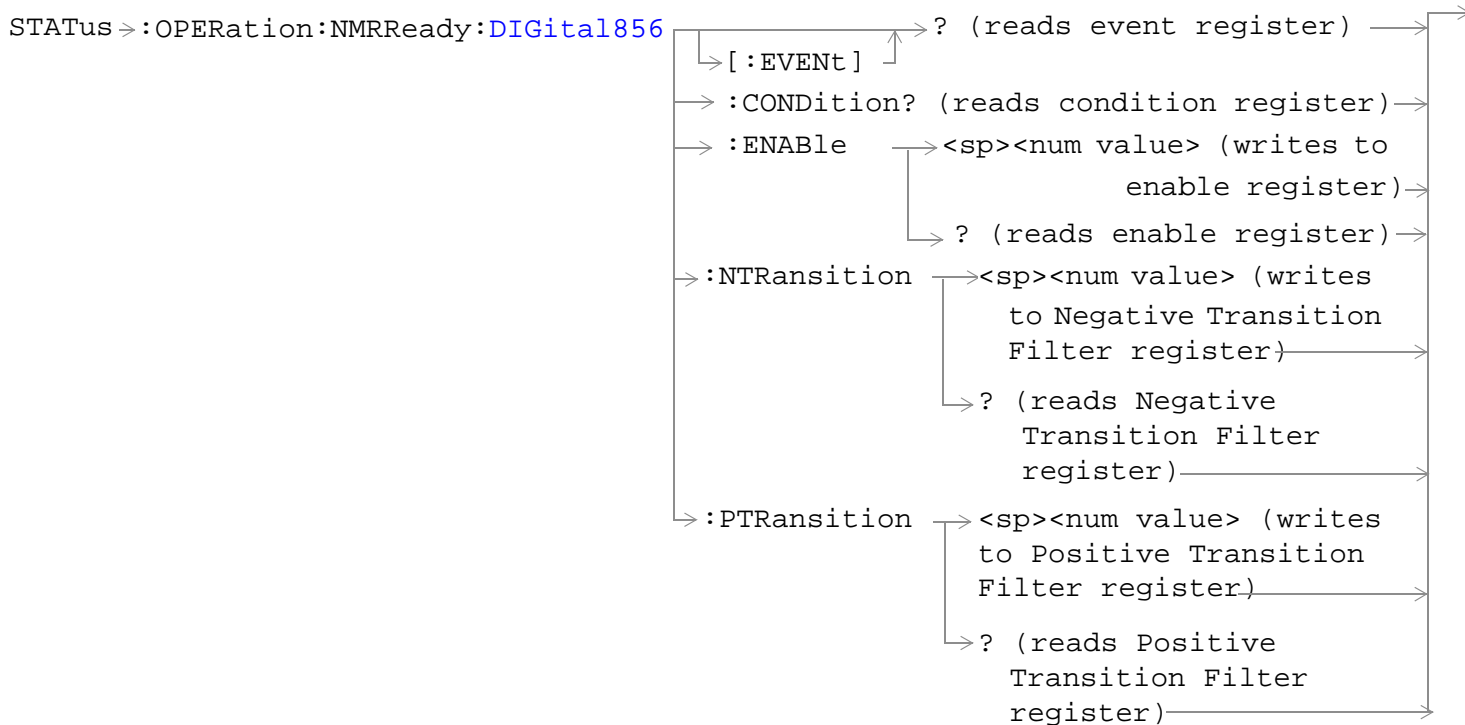 STATus :OPERation:NMRReady:DIGital856 ? (reads event register)
[:EVENt]
:CONDition? (reads condition register)
:ENABle <sp><num value> (writes to
enable register)
? (reads enable register)
:NTRansition <sp><num value> (writes
to Negative Transition
Filter register)
? (reads Negative
Transition Filter
register)
:PTRansition <sp><num value> (writes
to Positive Transition
Filter register)
? (reads Positive
Transition Filter
register)